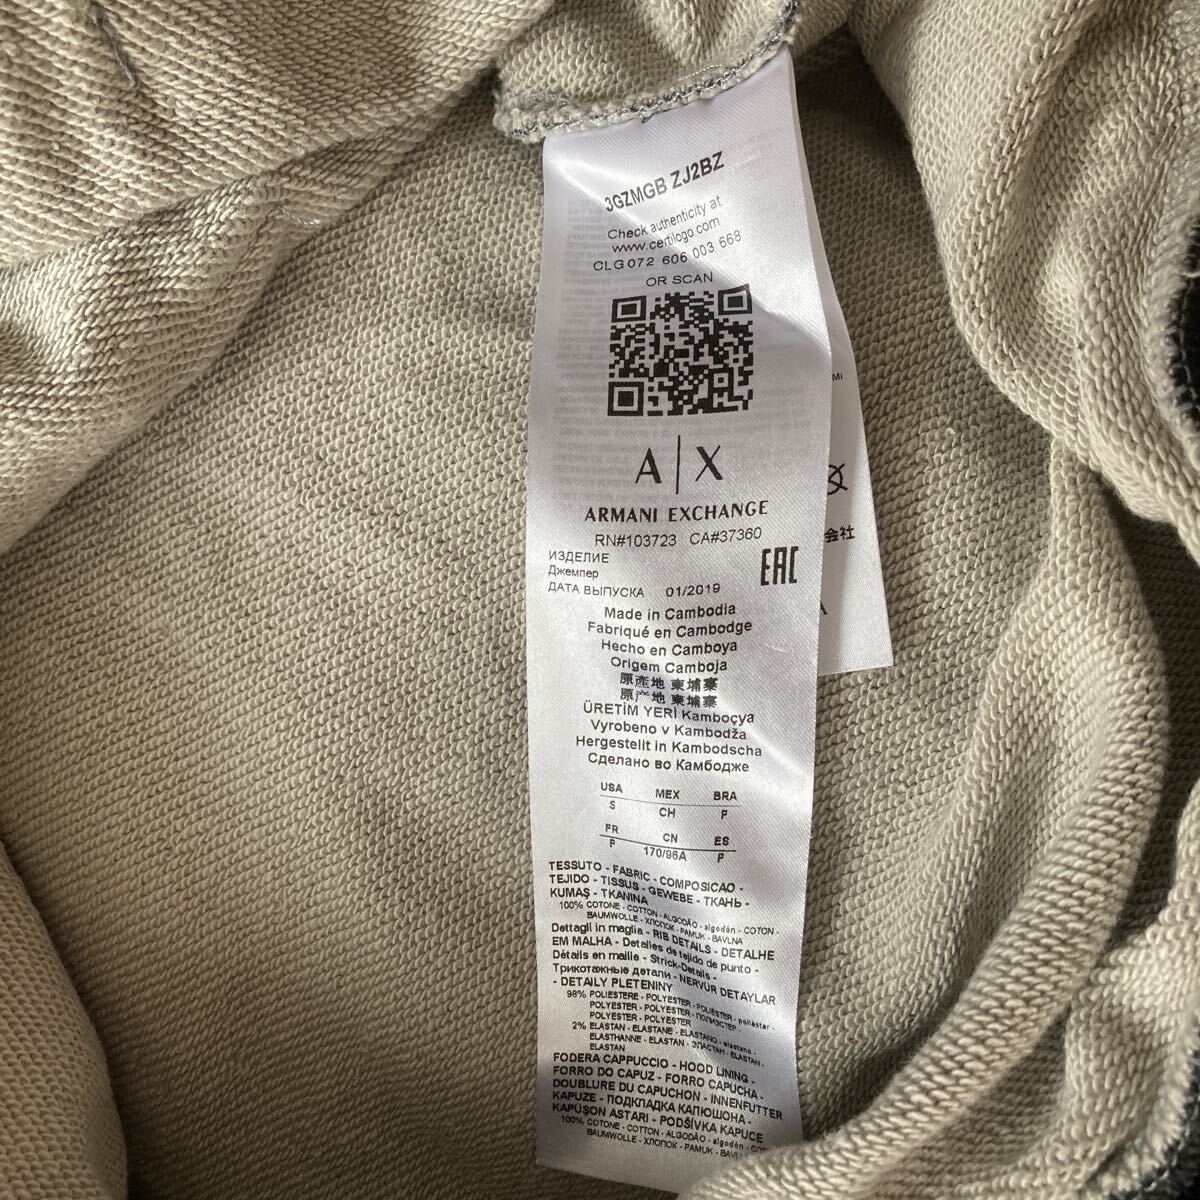 3GZMGB ZJ2BZ
Check authenticity at
www.certilogo.com
CLG 072 606 003 668
OR SCAN
A|X
ARMANI EXCHANGE
RN#103723 CA#37360
ИЗДЕЛИЕ
Джемпер
EAC
ДАТА ВЫПУСКА 01/2019
Made in Cambodia
Fabriqué en Cambodge
Hecho en Camboya
Origem Camboja
原產地 柬埔寨
原产地 柬埔寨
ÜRETİM YERİ Kamboçya
Vyrobeno v Kambodža
Hergestellt in Kambodscha
Сделано во Камбодже
USA MEX BRA
S CH P
FR CN ES
P 170/96A P
TESSUTO - FABRIC - COMPOSICAO -
TEJIDO - TISSUS - GEWEBE - ТКАНЬ -
KUMAŞ - TKANINA
100% COTONE - COTTON - ALGODÃO - algodón - COTON -
BAUMWOLLE - ХЛОПОК - PAMUK - BAVLNA
Dettagli in maglia - RIB DETAILS - DETALHE
EM MALHA - Detalles de tejido de punto -
Détails en maille - Strick-Details -
Трикотажные детали - NERVÜR DETAYLAR
- DETAILY PLETENINY
98% POLIESTERE - POLYESTER - POLIÉSTER - poliéster -
POLYESTER - POLYESTER - ПОЛИЭСТЕР
POLYESTER - POLYESTER
2% ELASTAN - ELASTANE - ELASTANO - elastano -
ELASTHANNE - ELASTAN - ЭЛАСТАН - ELASTAN -
ELASTAN
FODERA CAPPUCCIO - HOOD LINING -
FORRO DO CAPUZ - FORRO CAPUCHA -
DOUBLURE DU CAPUCHON - INNENFUTTER
KAPUZE - ПОДКЛАДКА КАПЮШОНА -
KAPÜŞON ASTARI - PODŠÍVKA KAPUCE
100% COTONE - COTTON - ALGODÃO - algodón - COT
BAUMWOLLE - ХЛОПОК - PAMUK - BAVL
MI
会社
A